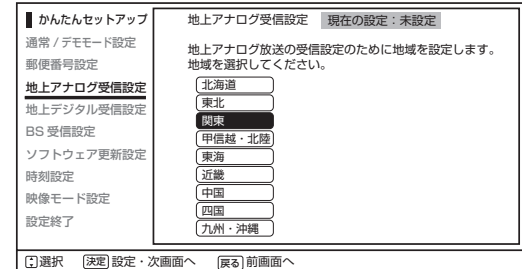 かんたんセットアップ
通常 / デモモード設定
郵便番号設定
地上アナログ受信設定
地上デジタル受信設定
BS 受信設定
ソフトウェア更新設定
時刻設定
映像モード設定
設定終了
地上アナログ受信設定 現在の設定：未設定
地上アナログ放送の受信設定のために地域を設定します。
地域を選択してください。
北海道
東北
関東
甲信越・北陸
東海
近畿
中国
四国
九州・沖縄
選択 決定 設定・次画面へ 戻る 前画面へ